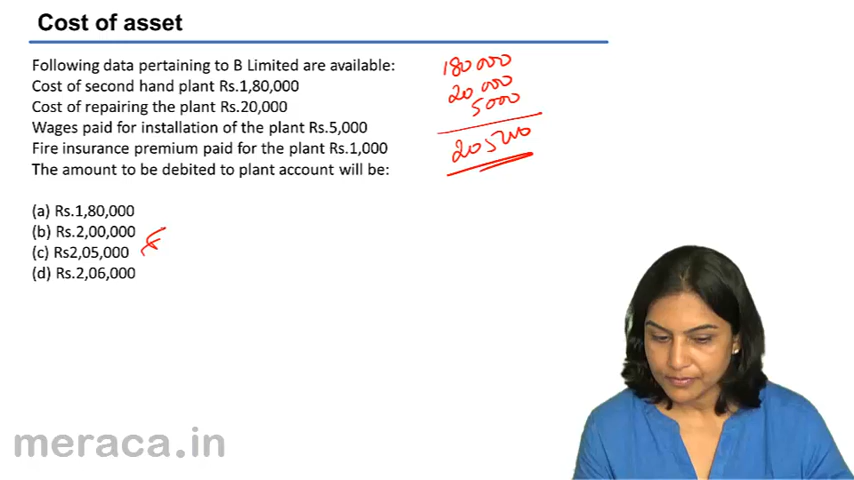 Cost of asset
Following data pertaining to B Limited are available:
Cost of second hand plant Rs.1,80,000
Cost of repairing the plant Rs.20,000
Wages paid for installation of the plant Rs.5,000
Fire insurance premium paid for the plant Rs.1,000
The amount to be debited to plant account will be:
180000
20000
5000
205000
(a) Rs.1,80,000
(b) Rs.2,00,000
(c) Rs2,05,000
(d) Rs.2,06,000
meraca.in